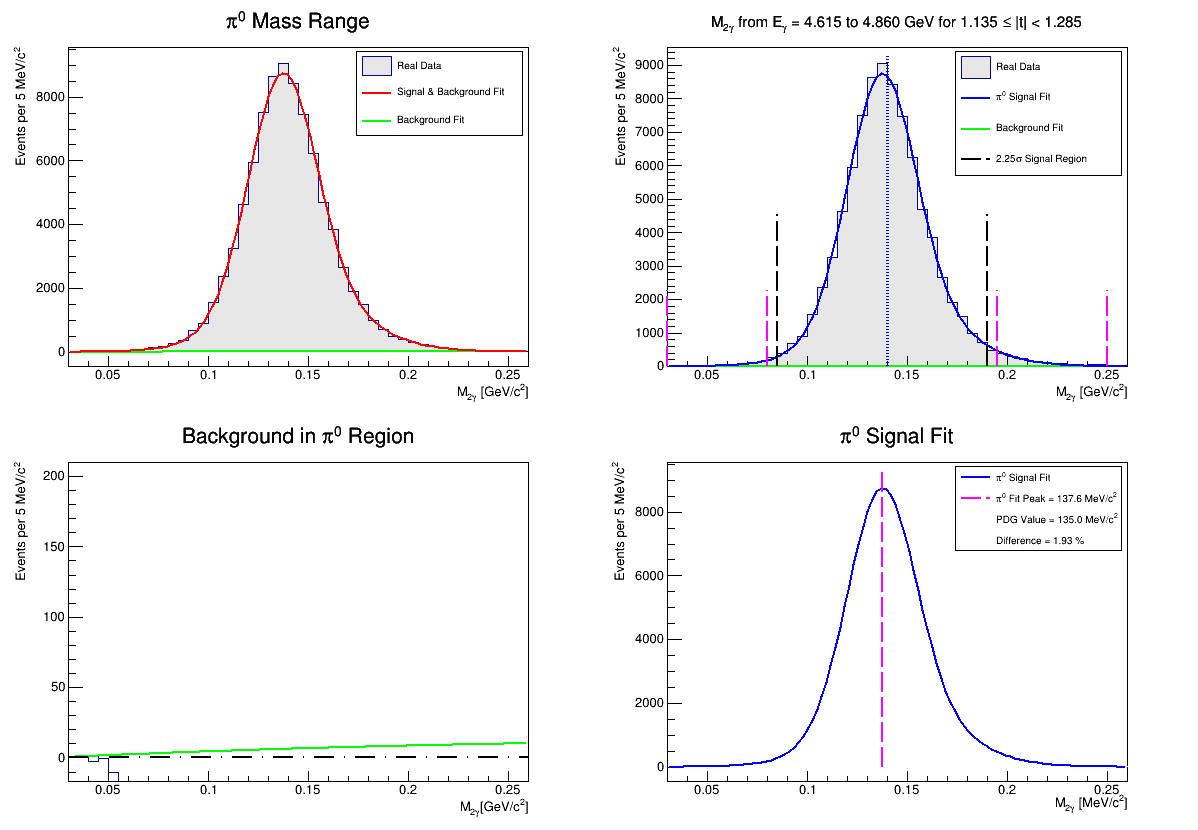 π⁰ Mass Range
Events per 5 MeV/c²
8000
6000
4000
2000
0
Real Data
Signal & Background Fit
Background Fit
0.05 0.1 0.15 0.2 0.25
M₂γ [GeV/c²]
M₂γ from Eγ = 4.615 to 4.860 GeV for 1.135 ≤ |t| < 1.285
Events per 5 MeV/c²
9000
8000
7000
6000
5000
4000
3000
2000
1000
0
Real Data
π⁰ Signal Fit
Background Fit
2.25σ Signal Region
0.05 0.1 0.15 0.2 0.25
M₂γ [GeV/c²]
Background in π⁰ Region
Events per 5 MeV/c²
200
150
100
50
0
0.05 0.1 0.15 0.2 0.25
M₂γ[GeV/c²]
π⁰ Signal Fit
Events per 5 MeV/c²
8000
6000
4000
2000
0
π⁰ Signal Fit
π⁰ Fit Peak = 137.6 MeV/c²
PDG Value = 135.0 MeV/c²
Difference = 1.93 %
0.05 0.1 0.15 0.2 0.25
M₂γ [MeV/c²]